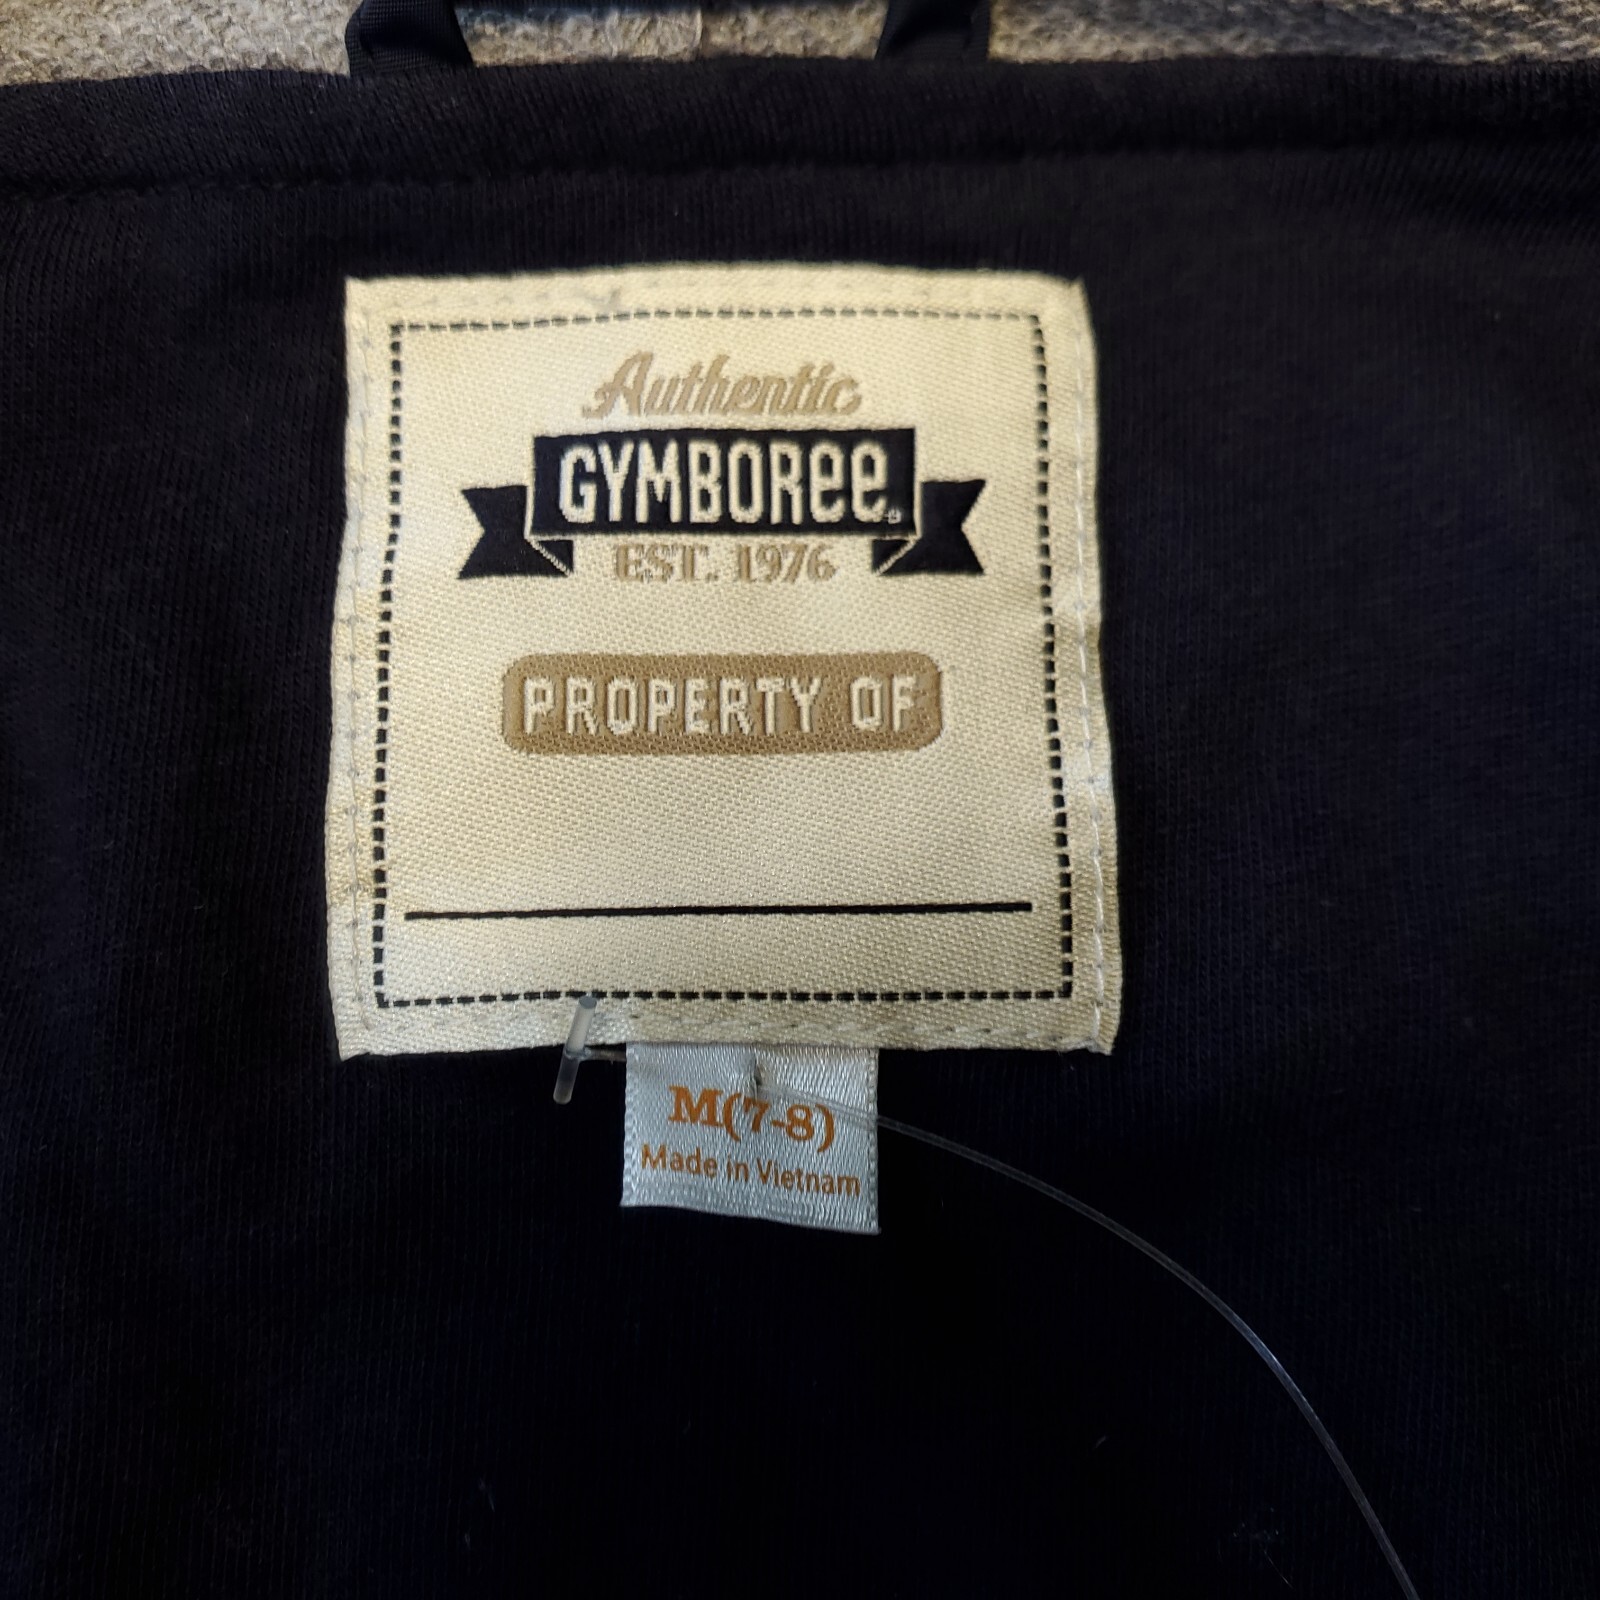 Authentic
GYMBOREE®
EST. 1976
PROPERTY OF
M(7-8)
Made in Vietnam